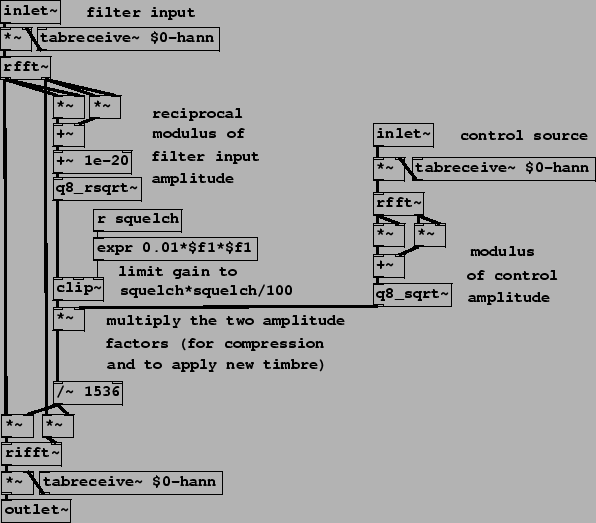 inlet~ filter input
*~ tabreceive~ $0-hann
rfft~
*~ *~
reciprocal
+~
modulus of
+~ 1e-20
filter input
q8_rsqrt~
amplitude
r squelch
expr 0.01*$f1*$f1
limit gain to
clip~
squelch*squelch/100
*~
multiply the two amplitude
factors (for compression
and to apply new timbre)
/~ 1536
*~ *~
rifft~
*~ tabreceive~ $0-hann
outlet~
inlet~ control source
*~ tabreceive~ $0-hann
rfft~
*~ *~
modulus
+~
of control
q8_sqrt~
amplitude